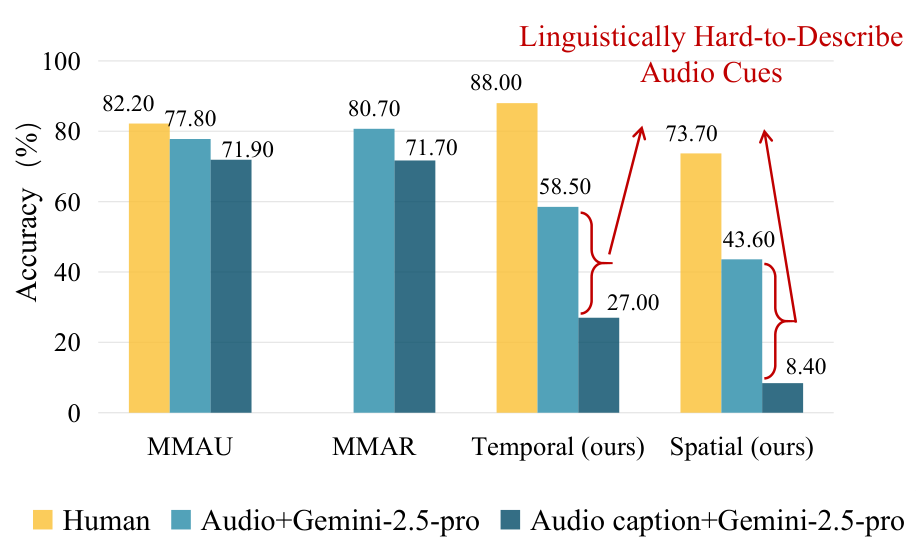 Linguistically Hard-to-Describe
Audio Cues
Accuracy (%)
100
80
60
40
20
0
82.20
77.80
71.90
80.70
71.70
88.00
58.50
27.00
73.70
43.60
8.40
MMAU
MMAR
Temporal (ours)
Spatial (ours)
Human
Audio+Gemini-2.5-pro
Audio caption+Gemini-2.5-pro